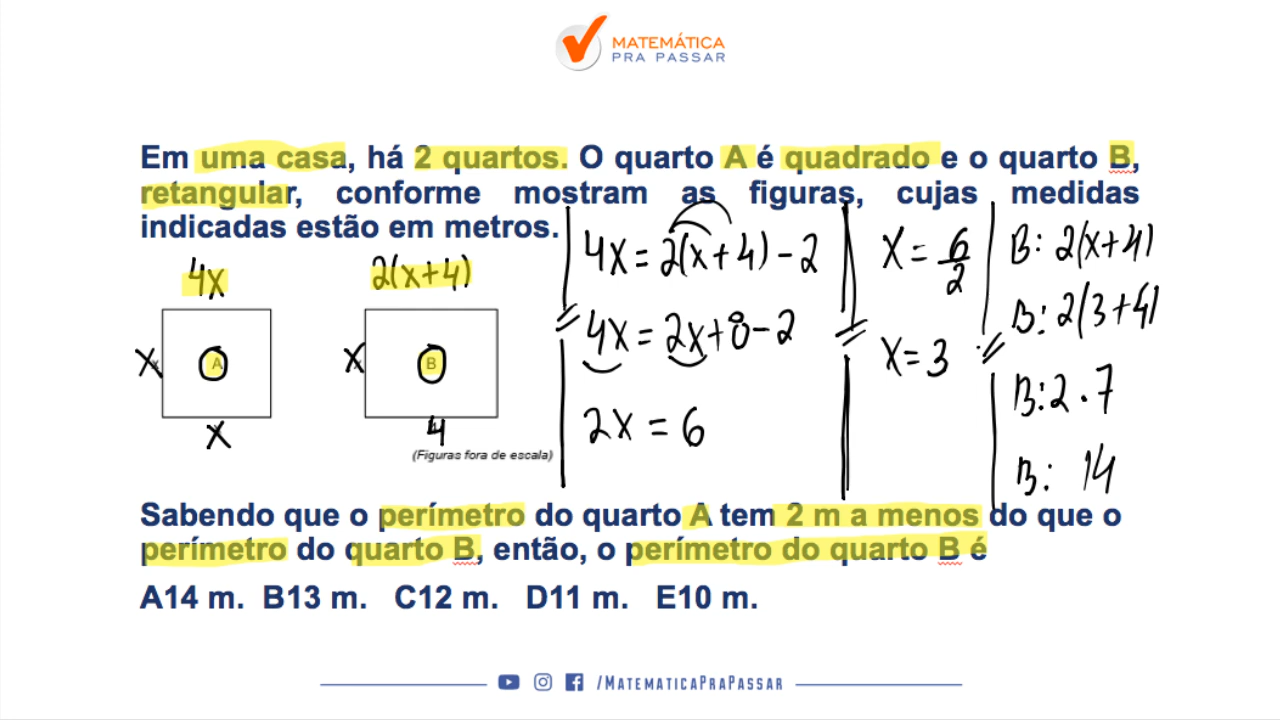 MATEMÁTICA
PRA PASSAR
Em uma casa, há 2 quartos. O quarto A é quadrado e o quarto B,
retangular, conforme mostram as figuras, cujas medidas
indicadas estão em metros.
4x
x
A
x
2(x+4)
x
B
4
(Figuras fora de escala)
4x = 2(x+4) - 2
4x = 2x+8-2
2x = 6
x = 6/2
x = 3
B: 2(x+4)
B: 2(3+4)
B: 2 . 7
B: 14
Sabendo que o perímetro do quarto A tem 2 m a menos do que o
perímetro do quarto B, então, o perímetro do quarto B é
A14 m. B13 m. C12 m. D11 m. E10 m.
/MATEMATICAPRAPASSAR